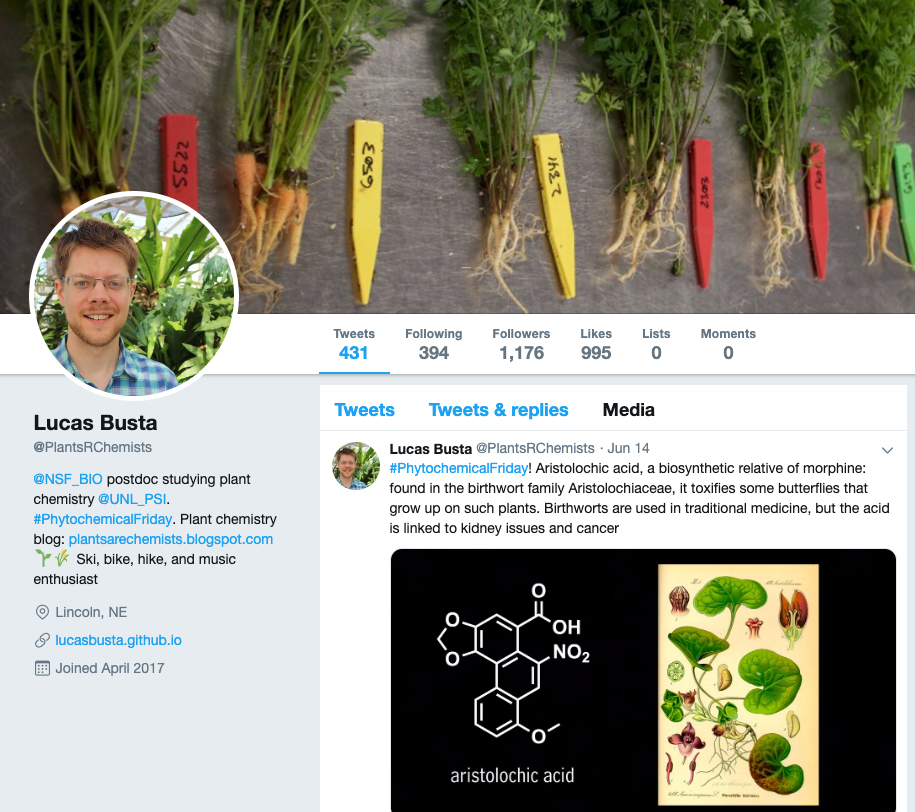 5522
6503
2341
2303
Tweets
431
Following
394
Followers
1,176
Likes
995
Lists
0
Moments
0
Lucas Busta
@PlantsRChemists
@NSF_BIO postdoc studying plant
chemistry @UNL_PSI.
#PhytochemicalFriday. Plant chemistry
blog: plantsarechemists.blogspot.com
🌱🌾 Ski, bike, hike, and music
enthusiast
Lincoln, NE
lucasbusta.github.io
Joined April 2017
Tweets
Tweets & replies
Media
Lucas Busta @PlantsRChemists · Jun 14
#PhytochemicalFriday! Aristolochic acid, a biosynthetic relative of morphine:
found in the birthwort family Aristolochiaceae, it toxifies some butterflies that
grow up on such plants. Birthworts are used in traditional medicine, but the acid
is linked to kidney issues and cancer
O
OH
O
NO₂
O
O
aristolochic acid